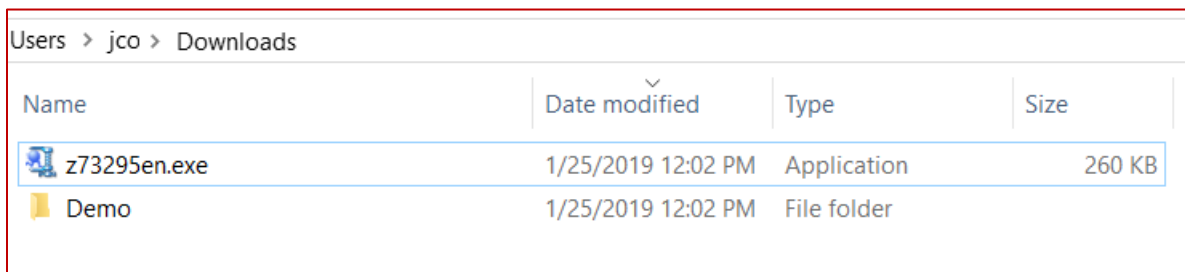 Users > jco > Downloads
Name Date modified Type Size
z73295en.exe 1/25/2019 12:02 PM Application 260 KB
Demo 1/25/2019 12:02 PM File folder